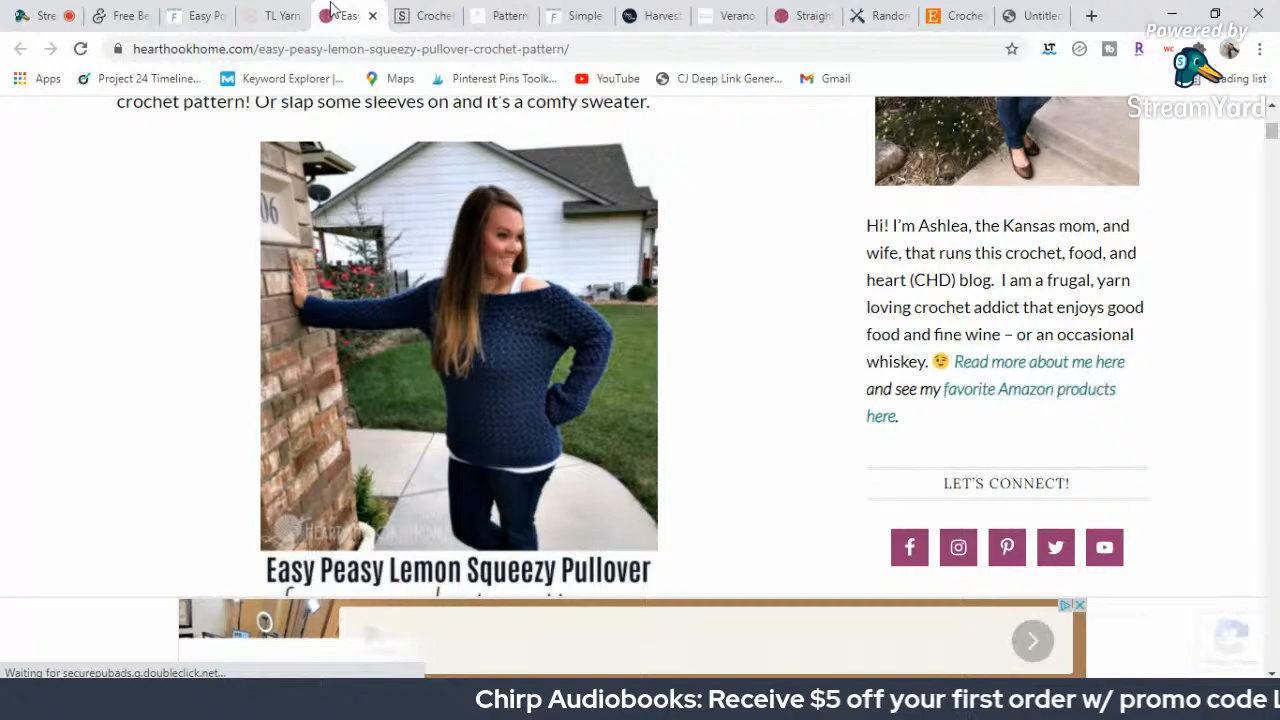 Stre
Free Be
Easy Po
TL Yarn
Easy
Croche
Pattern
Simple
Harvest
Verano
Straigh
Randor
Croche
Untitle
hearthookhome.com/easy-peasy-lemon-squeezy-pullover-crochet-pattern/
Powered by
StreamYard
Apps
Project 24 Timeline...
Keyword Explorer |...
Maps
Pinterest Pins Toolk...
YouTube
CJ Deep Link Gener...
Gmail
ading list
crochet pattern! Or slap some sleeves on and it's a comfy sweater.
06
Easy Peasy Lemon Squeezy Pullover
Hi! I'm Ashlea, the Kansas mom, and
wife, that runs this crochet, food, and
heart (CHD) blog. I am a frugal, yarn
loving crochet addict that enjoys good
food and fine wine – or an occasional
whiskey. 😉 Read more about me here
and see my favorite Amazon products
here.
LET'S CONNECT!
Waiting for securepubads.g.doubleclick.net...
Chirp Audiobooks: Receive $5 off your first order w/ promo code L